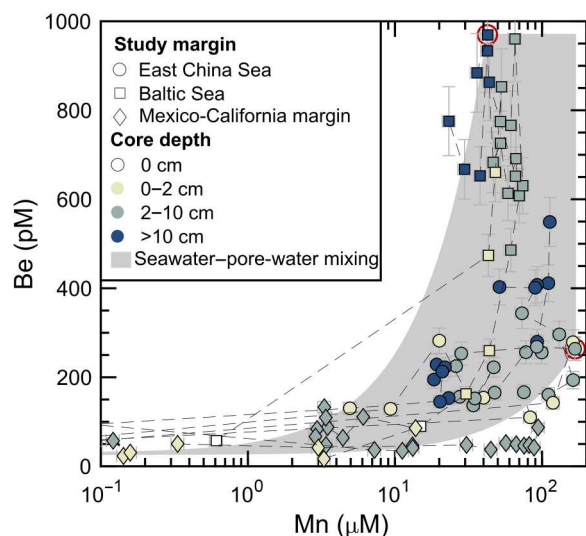 1000
800
600
400
200
0
Be (pM)
Study margin
East China Sea
Baltic Sea
Mexico-California margin
Core depth
0 cm
0–2 cm
2–10 cm
>10 cm
Seawater–pore-water mixing
10⁻¹ 10⁰ 10¹ 10²
Mn (μM)